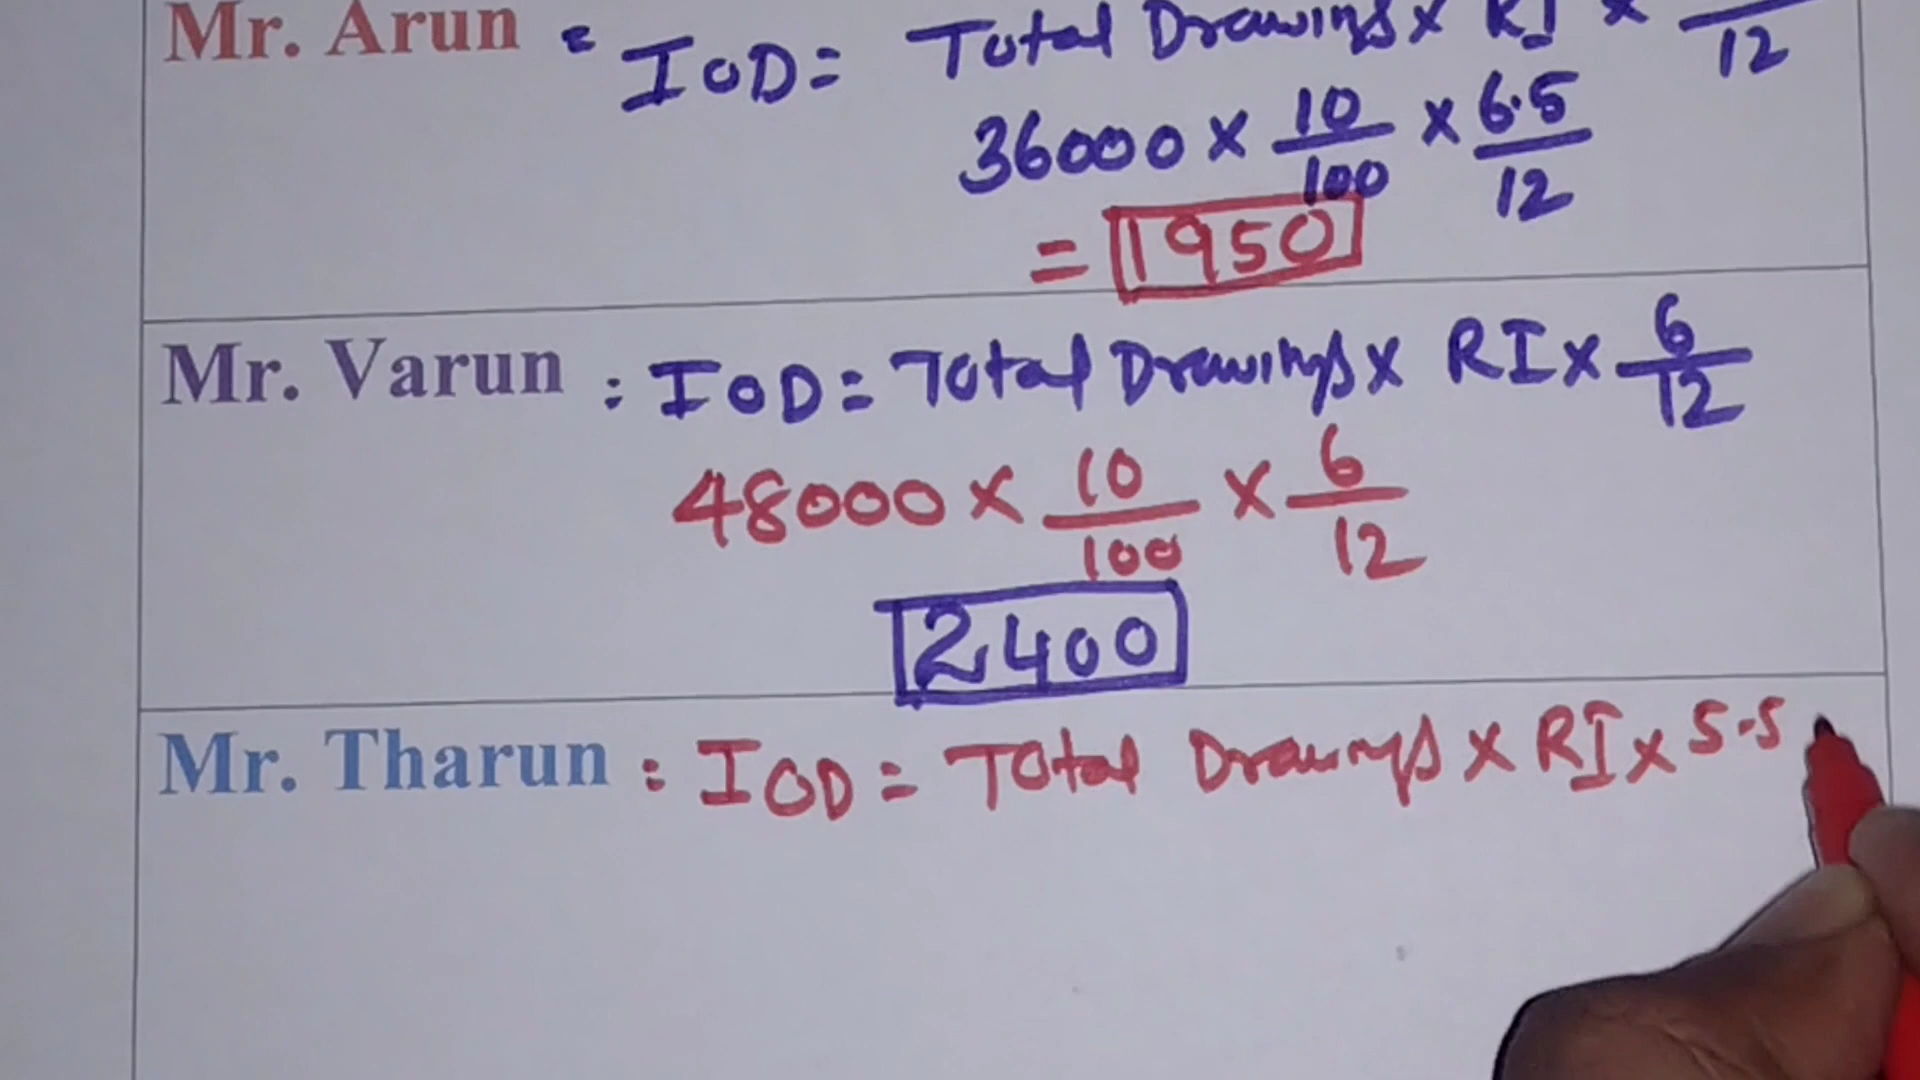 Mr. Arun = IOD = Total Drawings x RI x /12
36000 x 10/100 x 6.5/12
= 1950
Mr. Varun : IOD = Total Drawings x RI x 6/12
48000 x 10/100 x 6/12
2400
Mr. Tharun : IOD = Total Drawings x RI x 5.5